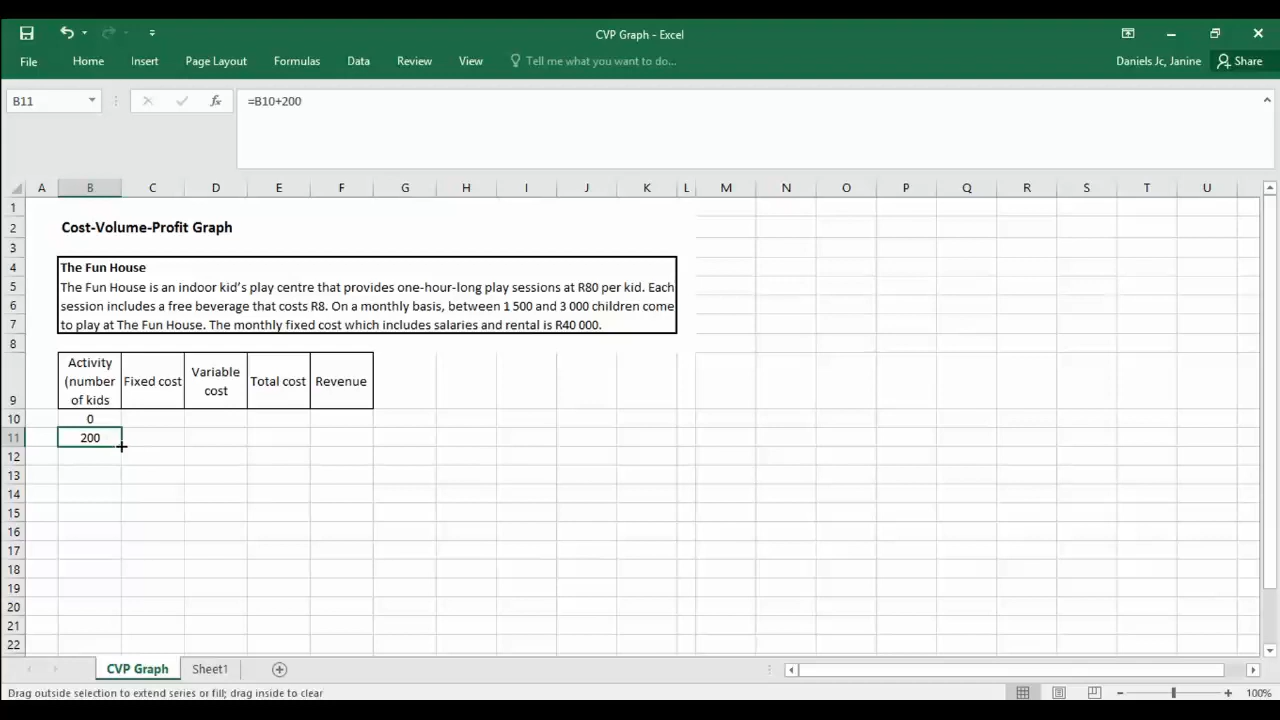 CVP Graph - Excel
File Home Insert Page Layout Formulas Data Review View Tell me what you want to do... Daniels Jc, Janine Share
B11 fx =B10+200
A B C D E F G H I J K L M N O P Q R S T U
1
2 Cost-Volume-Profit Graph
3
4 The Fun House
5 The Fun House is an indoor kid's play centre that provides one-hour-long play sessions at R80 per kid. Each
6 session includes a free beverage that costs R8. On a monthly basis, between 1 500 and 3 000 children come
7 to play at The Fun House. The monthly fixed cost which includes salaries and rental is R40 000.
8
Activity
(number
of kids
Fixed cost
Variable
cost
Total cost
Revenue
9
10 0
11 200
12
13
14
15
16
17
18
19
20
21
22
CVP Graph Sheet1
Drag outside selection to extend series or fill; drag inside to clear 100%